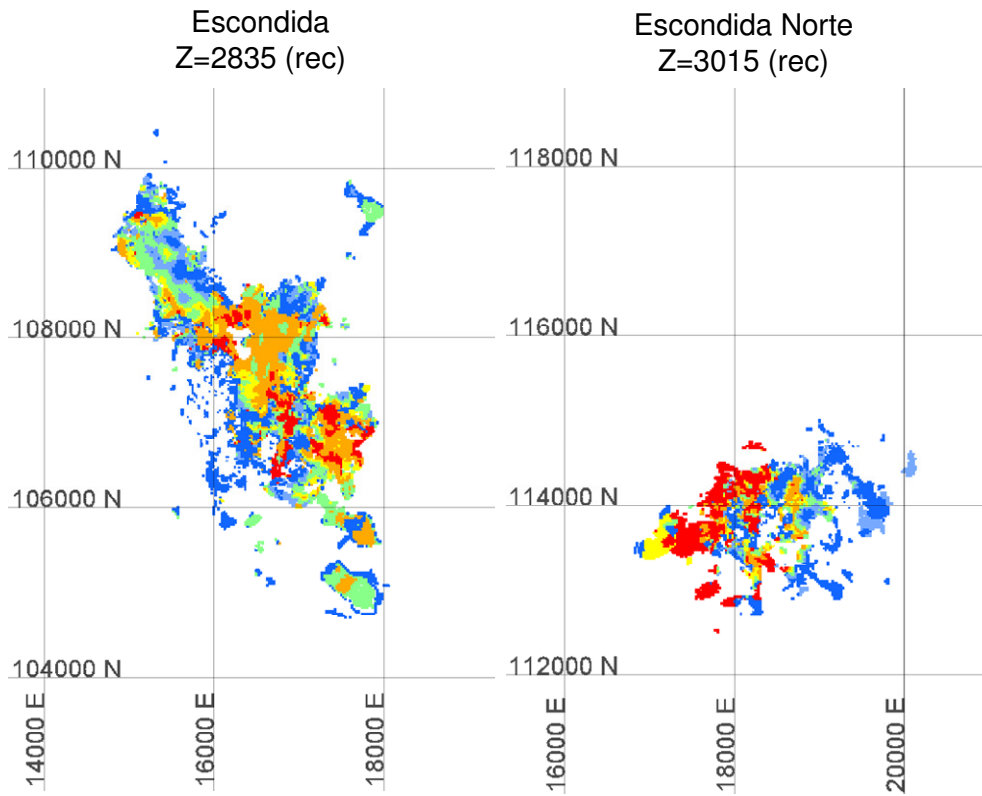 Escondida
Z=2835 (rec)
110000 N
108000 N
106000 N
104000 N
14000 E
16000 E
18000 E
Escondida Norte
Z=3015 (rec)
118000 N
116000 N
114000 N
112000 N
16000 E
18000 E
20000 E